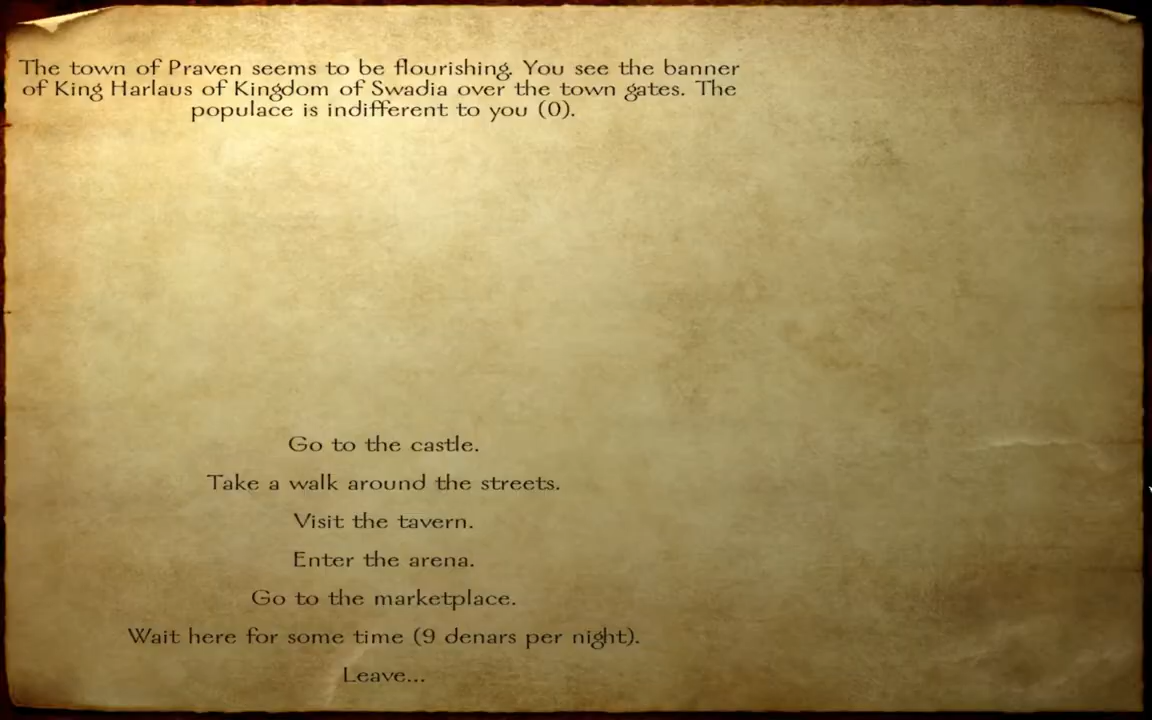 The town of Praven seems to be flourishing. You see the banner
of King Harlaus of Kingdom of Swadia over the town gates. The
populace is indifferent to you (0).
Go to the castle.
Take a walk around the streets.
Visit the tavern.
Enter the arena.
Go to the marketplace.
Wait here for some time (9 denars per night).
Leave...